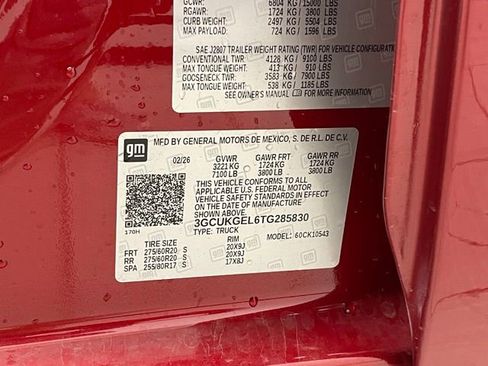 GCWR: 6804 KG / 15000 LBS
RGAWR: 1724 KG / 3800 LBS
CURB WEIGHT: 2497 KG / 5504 LBS
MAX PAYLOAD: 724 KG / 1596 LBS
SAE J2807 TRAILER WEIGHT RATING (TWR) FOR VEHICLE CONFIGURATION
CONVENTIONAL TWR: 4128 KG / 9100 LBS
MAX TONGUE WEIGHT: 413 KG / 910 LBS
GOOSENECK TWR: 3583 KG / 7900 LBS
MAX TONGUE WEIGHT: 538 KG / 1185 LBS
SEE OWNER'S MANUAL FOR MORE INFORMATION
gm
MFD BY GENERAL MOTORS DE MEXICO, S. DE R.L. DE C.V.
02/26 GVWR GAWR FRT GAWR RR
3221 KG 1724 KG 1724 KG
7100 LB 3800 LB 3800 LB
THIS VEHICLE CONFORMS TO ALL
APPLICABLE U.S. FEDERAL MOTOR
VEHICLE SAFETY STANDARDS IN EFFECT
ON THE DATE OF MANUFACTURE
SHOWN ABOVE.
3GCUKGEL6TG285830
170H TYPE: TRUCK
TIRE SIZE RIM 60CK10543
FRT 275/60R20 S 20X9J
RR 275/60R20 S 20X9J
SPA 255/80R17 S 17X8J